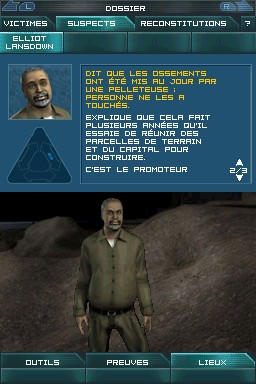 L
DOSSIER
R
VICTIMES
SUSPECTS
RECONSTITUTIONS
?
ELLIOT
LANSDOWN
DIT QUE LES OSSEMENTS
ONT ÉTÉ MIS AU JOUR PAR
UNE PELLETEUSE ;
PERSONNE NE LES A
TOUCHÉS.
EXPLIQUE QUE CELA FAIT
PLUSIEURS ANNÉES QU'IL
ESSAIE DE RÉUNIR DES
PARCELLES DE TERRAIN
ET DU CAPITAL POUR
CONSTRUIRE.
C'EST LE PROMOTEUR
2/3
OUTILS
PREUVES
LIEUX